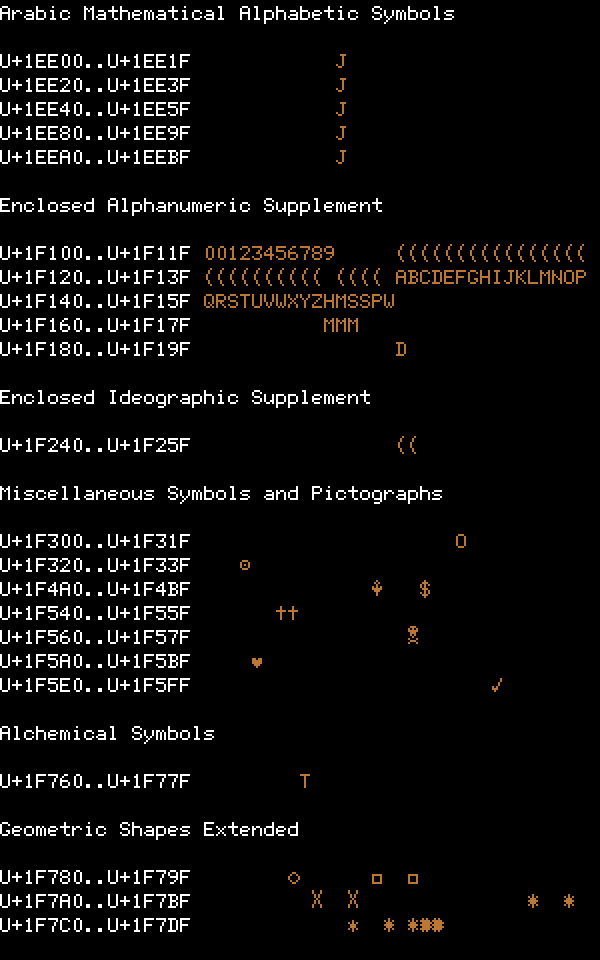 Arabic Mathematical Alphabetic Symbols
U+1EE00..U+1EE1F            J
U+1EE20..U+1EE3F            J
U+1EE40..U+1EE5F            J
U+1EE80..U+1EE9F            J
U+1EEA0..U+1EEBF            J
Enclosed Alphanumeric Supplement
U+1F100..U+1F11F 00123456789     ((((((((((((((((
U+1F120..U+1F13F (((((((((( (((( ABCDEFGHIJKLMNOP
U+1F140..U+1F15F QRSTUVWXYZHMSSPW
U+1F160..U+1F17F           MMM
U+1F180..U+1F19F                 D
Enclosed Ideographic Supplement
U+1F240..U+1F25F                 ((
Miscellaneous Symbols and Pictographs
U+1F300..U+1F31F                      O
U+1F320..U+1F33F    ⊙
U+1F4A0..U+1F4BF               ♠   $
U+1F540..U+1F55F       ††
U+1F560..U+1F57F                  ☠
U+1F5A0..U+1F5BF     ♥
U+1F5E0..U+1F5FF                         ✓
Alchemical Symbols
U+1F760..U+1F77F         T
Geometric Shapes Extended
U+1F780..U+1F79F        ○      □  □
U+1F7A0..U+1F7BF          X  X              *  *
U+1F7C0..U+1F7DF             *  * ***